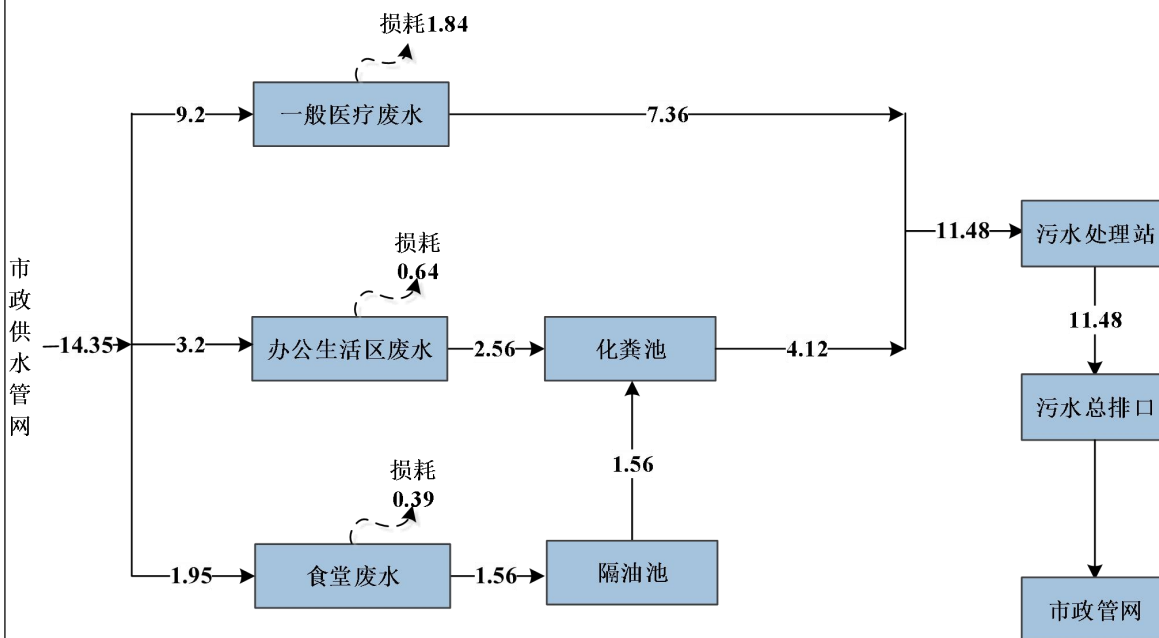 损耗1.84
9.2
一般医疗废水
7.36
损耗
0.64
市政供水管网
14.35
3.2
办公生活区废水
2.56
化粪池
4.12
11.48
污水处理站
11.48
污水总排口
损耗
0.39
1.56
1.95
食堂废水
1.56
隔油池
市政管网